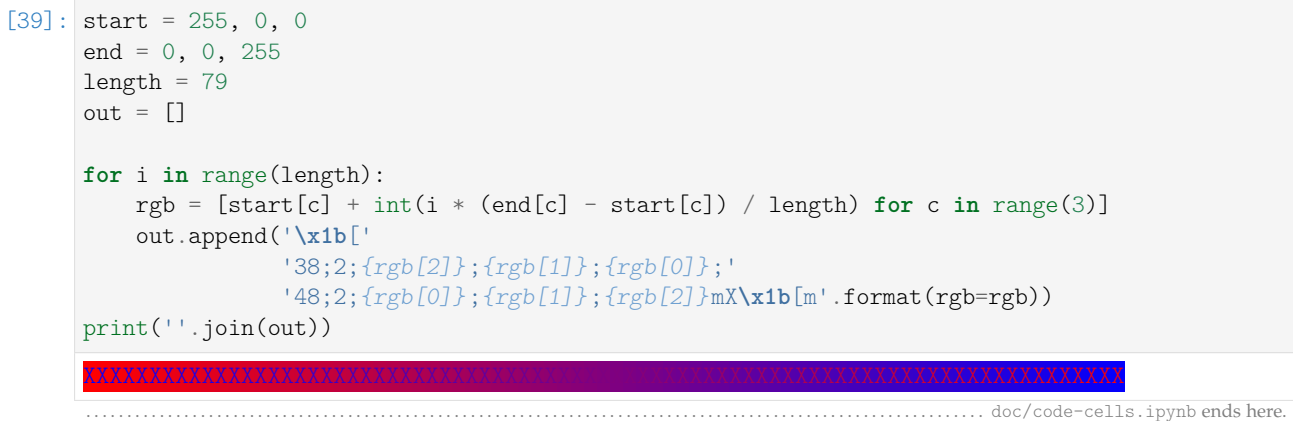 [39]: start = 255, 0, 0
end = 0, 0, 255
length = 79
out = []
for i in range(length):
    rgb = [start[c] + int(i * (end[c] - start[c]) / length) for c in range(3)]
    out.append('\x1b['
               '38;2;{rgb[2]};{rgb[1]};{rgb[0]};'
               '48;2;{rgb[0]};{rgb[1]};{rgb[2]}mX\x1b[m'.format(rgb=rgb))
print(''.join(out))
XXXXXXXXXXXXXXXXXXXXXXXXXXXXXXXXXXXXXXXXXXXXXXXXXXXXXXXXXXXXXXXXXXXXXXXXXXXXXXX
doc/code-cells.ipynb ends here.